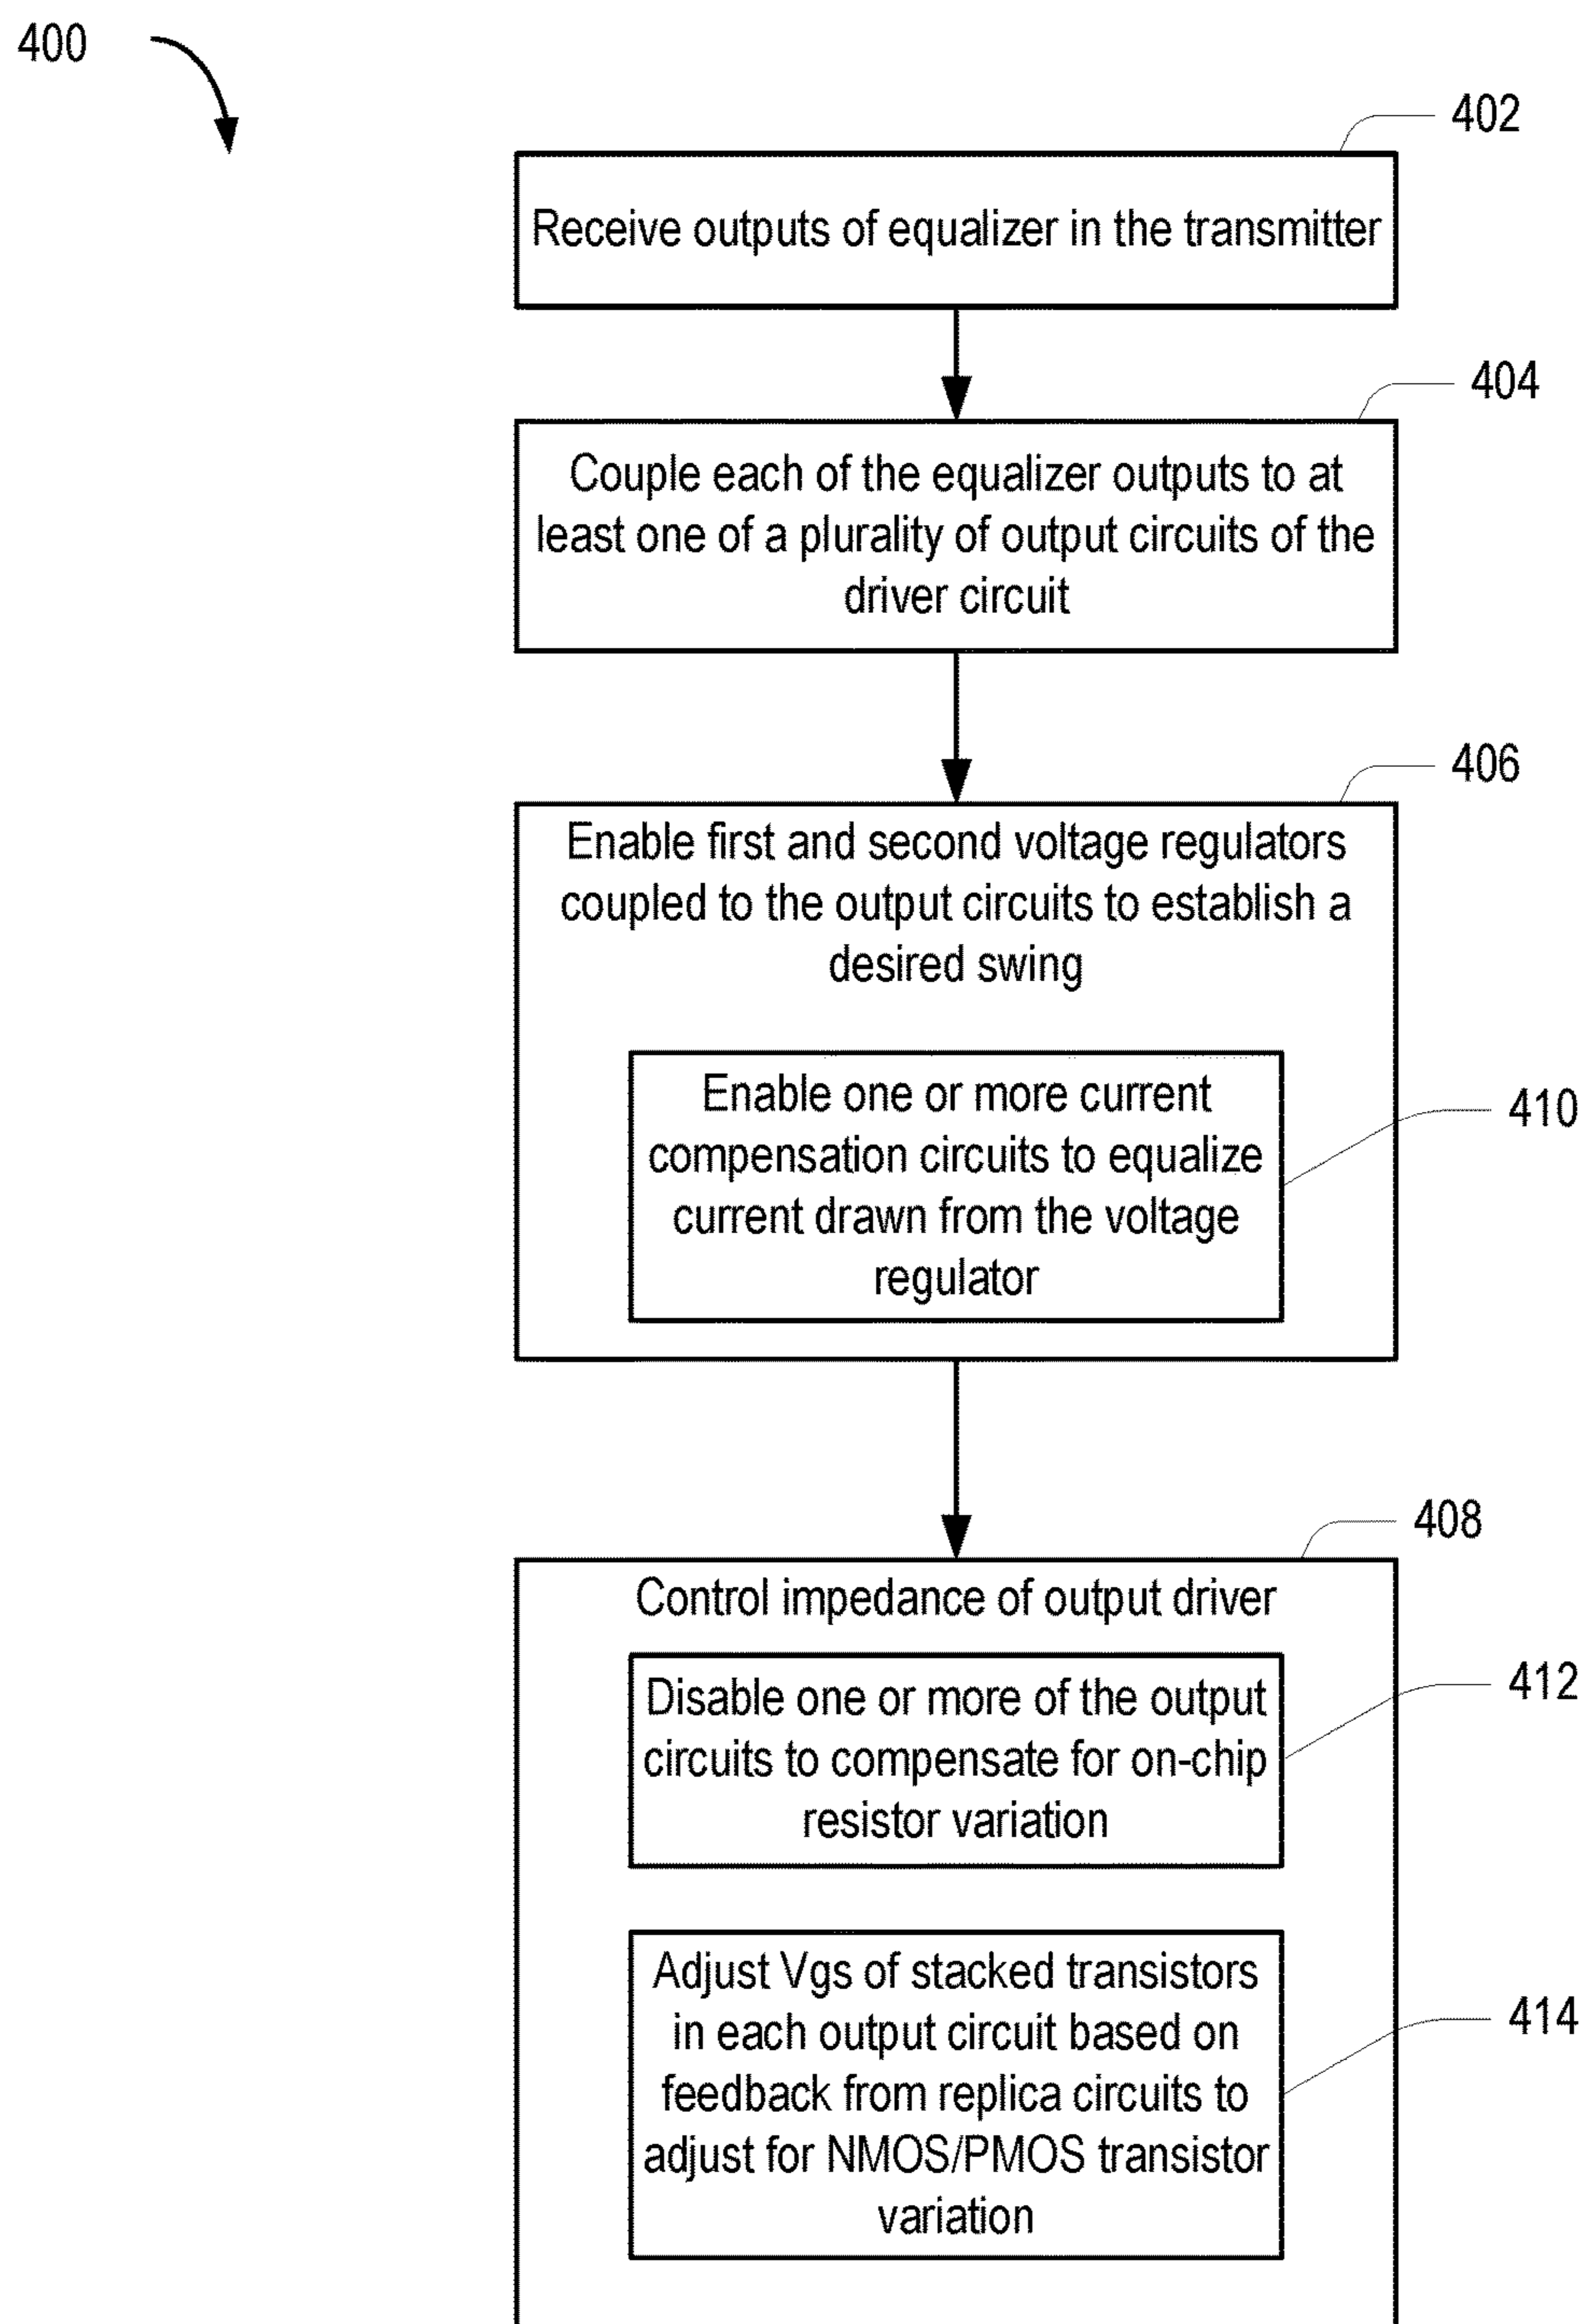 400
402
Receive outputs of equalizer in the transmitter
404
Couple each of the equalizer outputs to at
least one of a plurality of output circuits of the
driver circuit
406
Enable first and second voltage regulators
coupled to the output circuits to establish a
desired swing
Enable one or more current
compensation circuits to equalize
current drawn from the voltage
regulator
410
408
Control impedance of output driver
Disable one or more of the output
circuits to compensate for on-chip
resistor variation
412
Adjust Vgs of stacked transistors
in each output circuit based on
feedback from replica circuits to
adjust for NMOS/PMOS transistor
variation
414